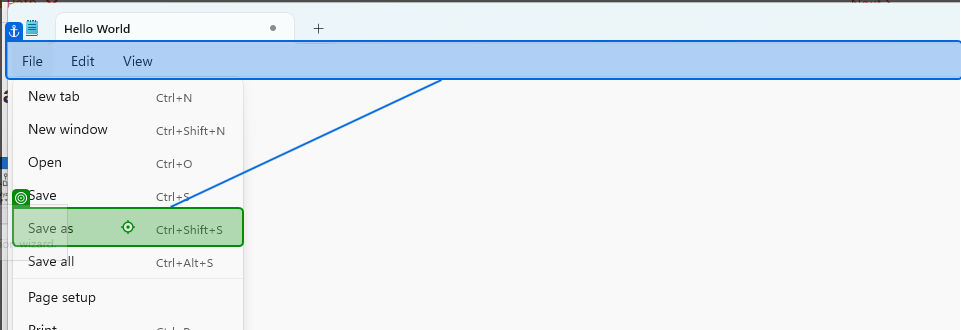 Hello World
File Edit View
New tab Ctrl+N
New window Ctrl+Shift+N
Open Ctrl+O
Save Ctrl+S
Save as Ctrl+Shift+S
Save all Ctrl+Alt+S
Page setup
Print